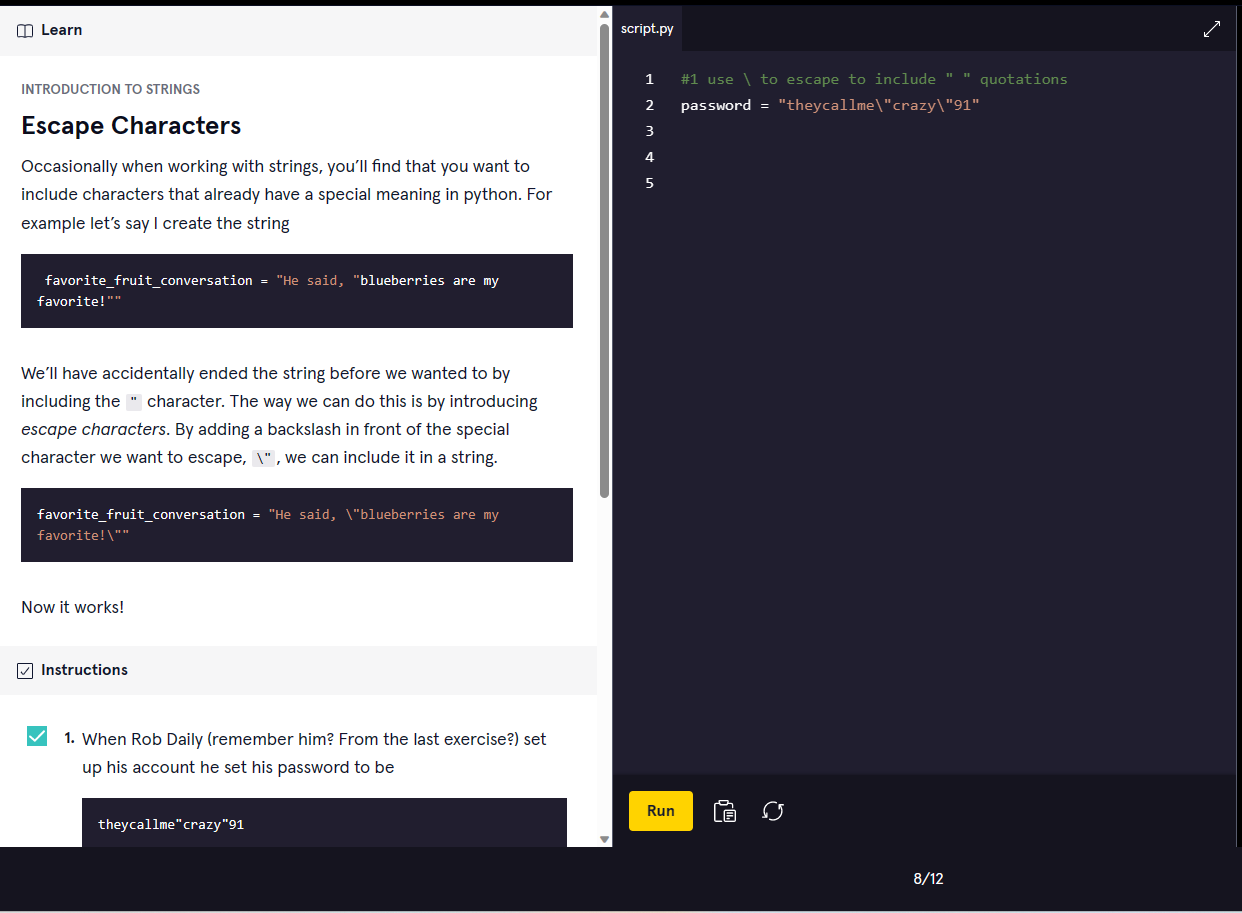 Learn
INTRODUCTION TO STRINGS
Escape Characters
Occasionally when working with strings, you’ll find that you want to
include characters that already have a special meaning in python. For
example let’s say I create the string
favorite_fruit_conversation = "He said, "blueberries are my
favorite!""
We’ll have accidentally ended the string before we wanted to by
including the " character. The way we can do this is by introducing
escape characters. By adding a backslash in front of the special
character we want to escape, \", we can include it in a string.
favorite_fruit_conversation = "He said, \"blueberries are my
favorite!\""
Now it works!
Instructions
1. When Rob Daily (remember him? From the last exercise?) set
up his account he set his password to be
theycallme"crazy"91
script.py
1 #1 use \ to escape to include " " quotations
2 password = "theycallme\"crazy\"91"
3
4
5
Run
8/12